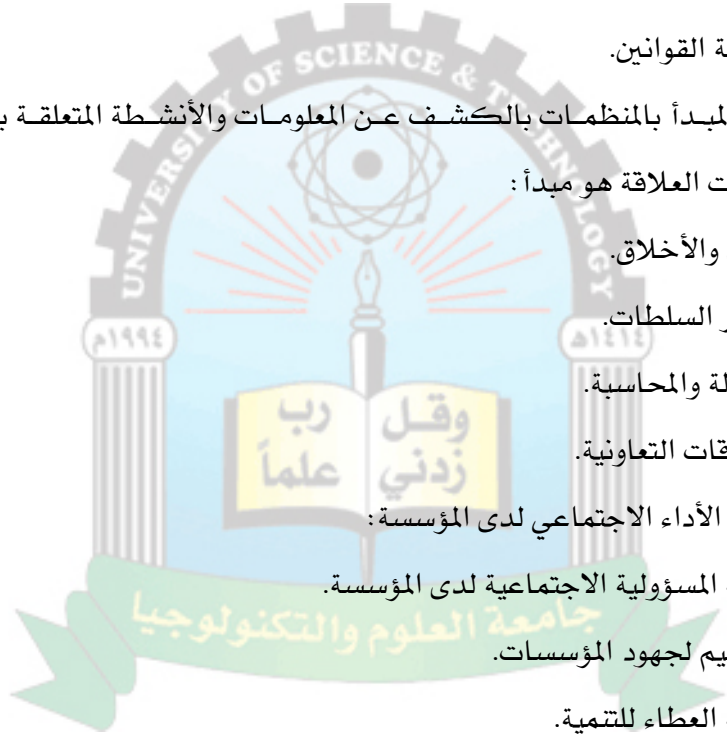 ة القوانين.
لمبدأ بالمنظمات بالكشف عن المعلومات والأنشطة المتعلقة ب
ت العلاقة هو مبدأ:
والأخلاق.
ر السلطات.
لة والمحاسبة.
قات التعاونية.
الأداء الاجتماعي لدى المؤسسة:
المسؤولية الاجتماعية لدى المؤسسة.
يم لجهود المؤسسات.
العطاء للتنمية.
UNIVERSITY OF SCIENCE & TECHNOLOGY
١٩٩٤م
١٤١٤هـ
وقل رب
زدني علماً
جامعة العلوم والتكنولوجيا